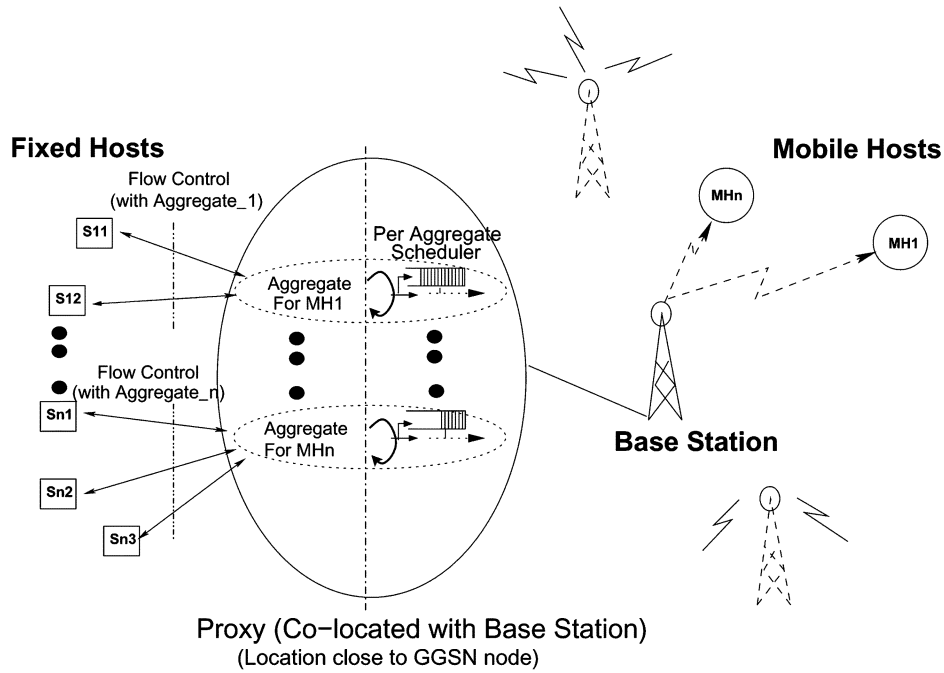 Fixed Hosts
Mobile Hosts
Flow Control
(with Aggregate_1)
MHn
S11
Per Aggregate
Scheduler
MH1
Aggregate
For MH1
S12
Flow Control
(with Aggregate_n)
Sn1
Aggregate
For MHn
Base Station
Sn2
Sn3
Proxy (Co−located with Base Station)
(Location close to GGSN node)